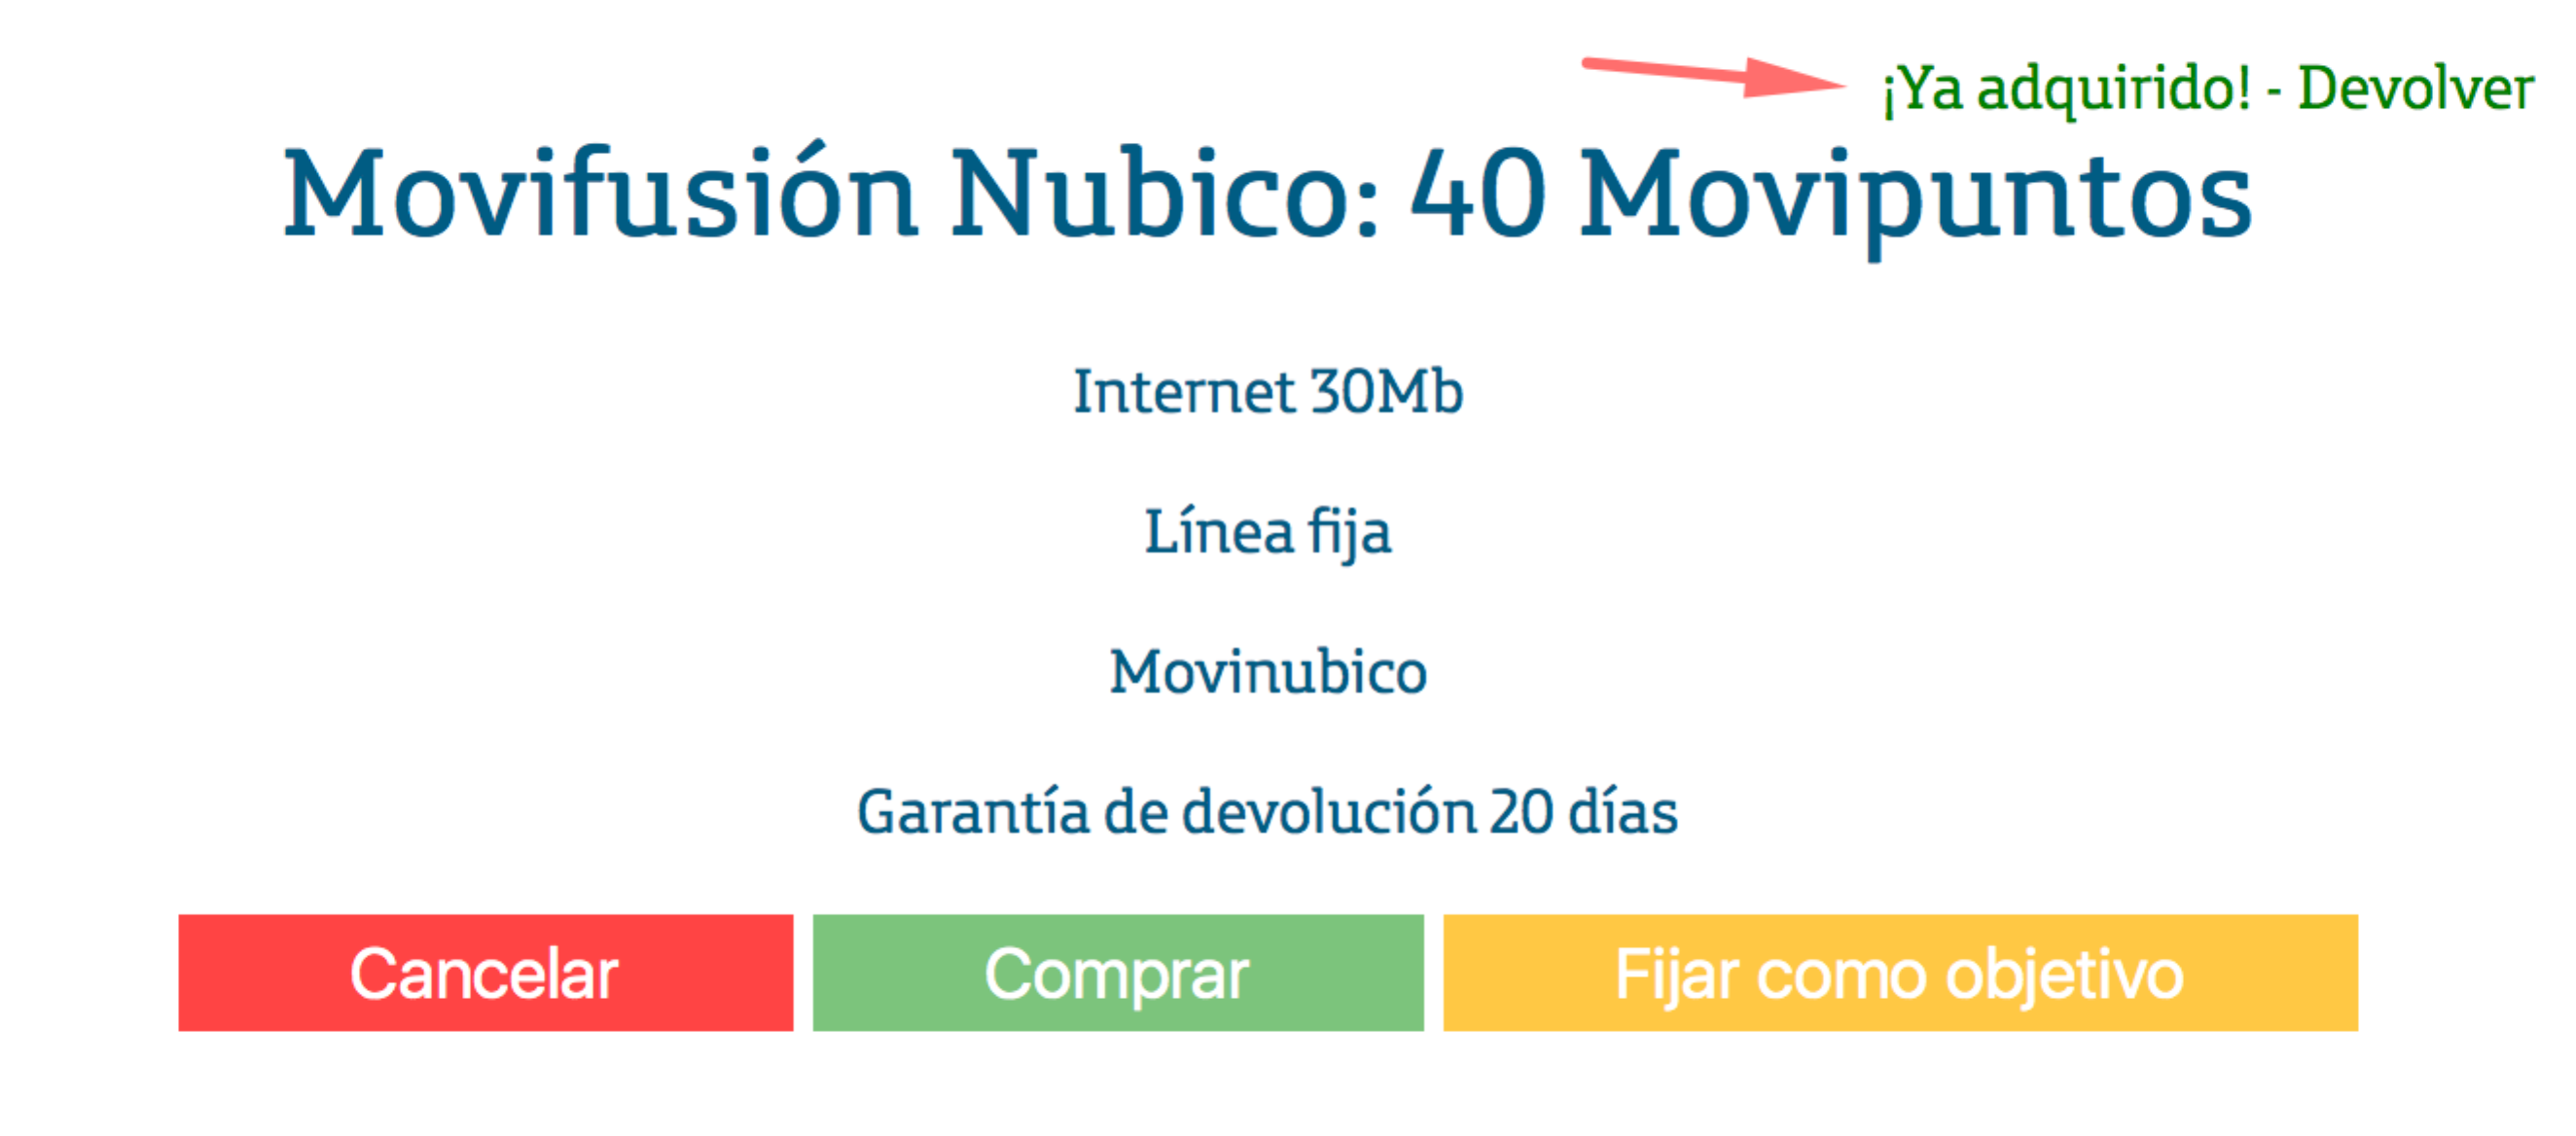 ¡Ya adquirido! - Devolver
Movifusión Nubico: 40 Movipuntos
Internet 30Mb
Línea fija
Movinubico
Garantía de devolución 20 días
Cancelar
Comprar
Fijar como objetivo